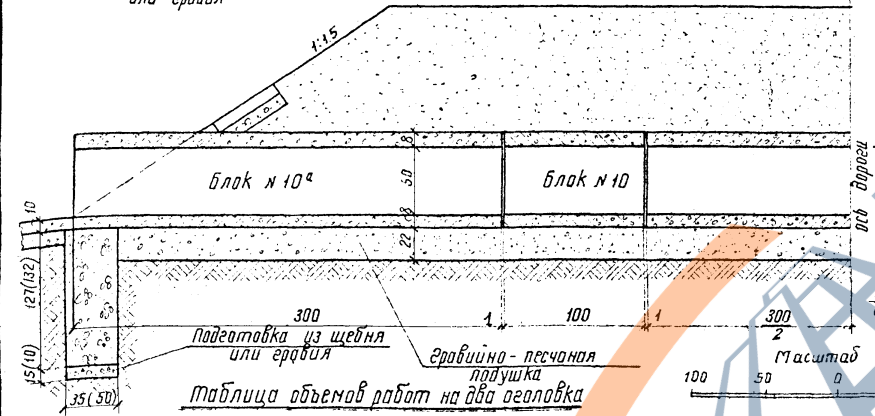 или гравия
1:1.5
8
Блок N 10ᵃ
50
Блок N 10
8
22
ось дороги
10
127(132)
15(10)
35(50)
300
1
100
1
300
2
Подготовка из щебня
или гравия
гравийно-песчаная
подушка
Масштаб
100 50 0
Таблица объемов работ на два оголовка